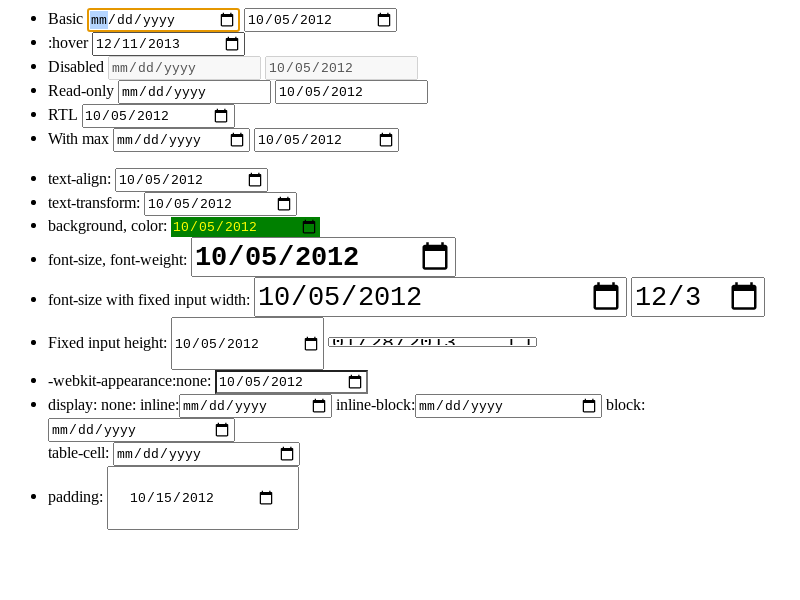 Basic mm/dd/yyyy 10/05/2012
:hover 12/11/2013
Disabled mm/dd/yyyy 10/05/2012
Read-only mm/dd/yyyy 10/05/2012
RTL 10/05/2012
With max mm/dd/yyyy 10/05/2012
text-align: 10/05/2012
text-transform: 10/05/2012
background, color: 10/05/2012
font-size, font-weight: 10/05/2012
font-size with fixed input width: 10/05/2012 12/3
Fixed input height: 10/05/2012 01/28/2013
-webkit-appearance:none: 10/05/2012
display: none: inline: mm/dd/yyyy inline-block: mm/dd/yyyy block:
mm/dd/yyyy
table-cell: mm/dd/yyyy
padding: 10/15/2012